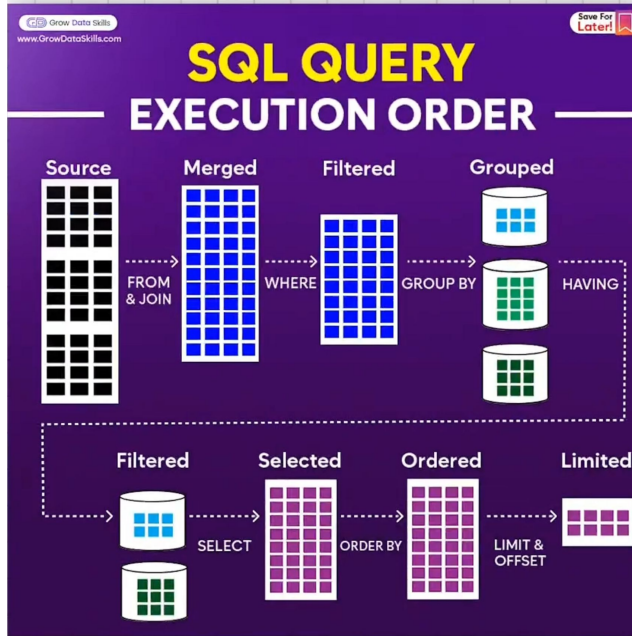 GDS Grow Data Skills
www.GrowDataSkills.com
Save For
Later!
SQL QUERY
EXECUTION ORDER
Source
Merged
Filtered
Grouped
FROM
& JOIN
WHERE
GROUP BY
HAVING
Filtered
Selected
Ordered
Limited
SELECT
ORDER BY
LIMIT &
OFFSET